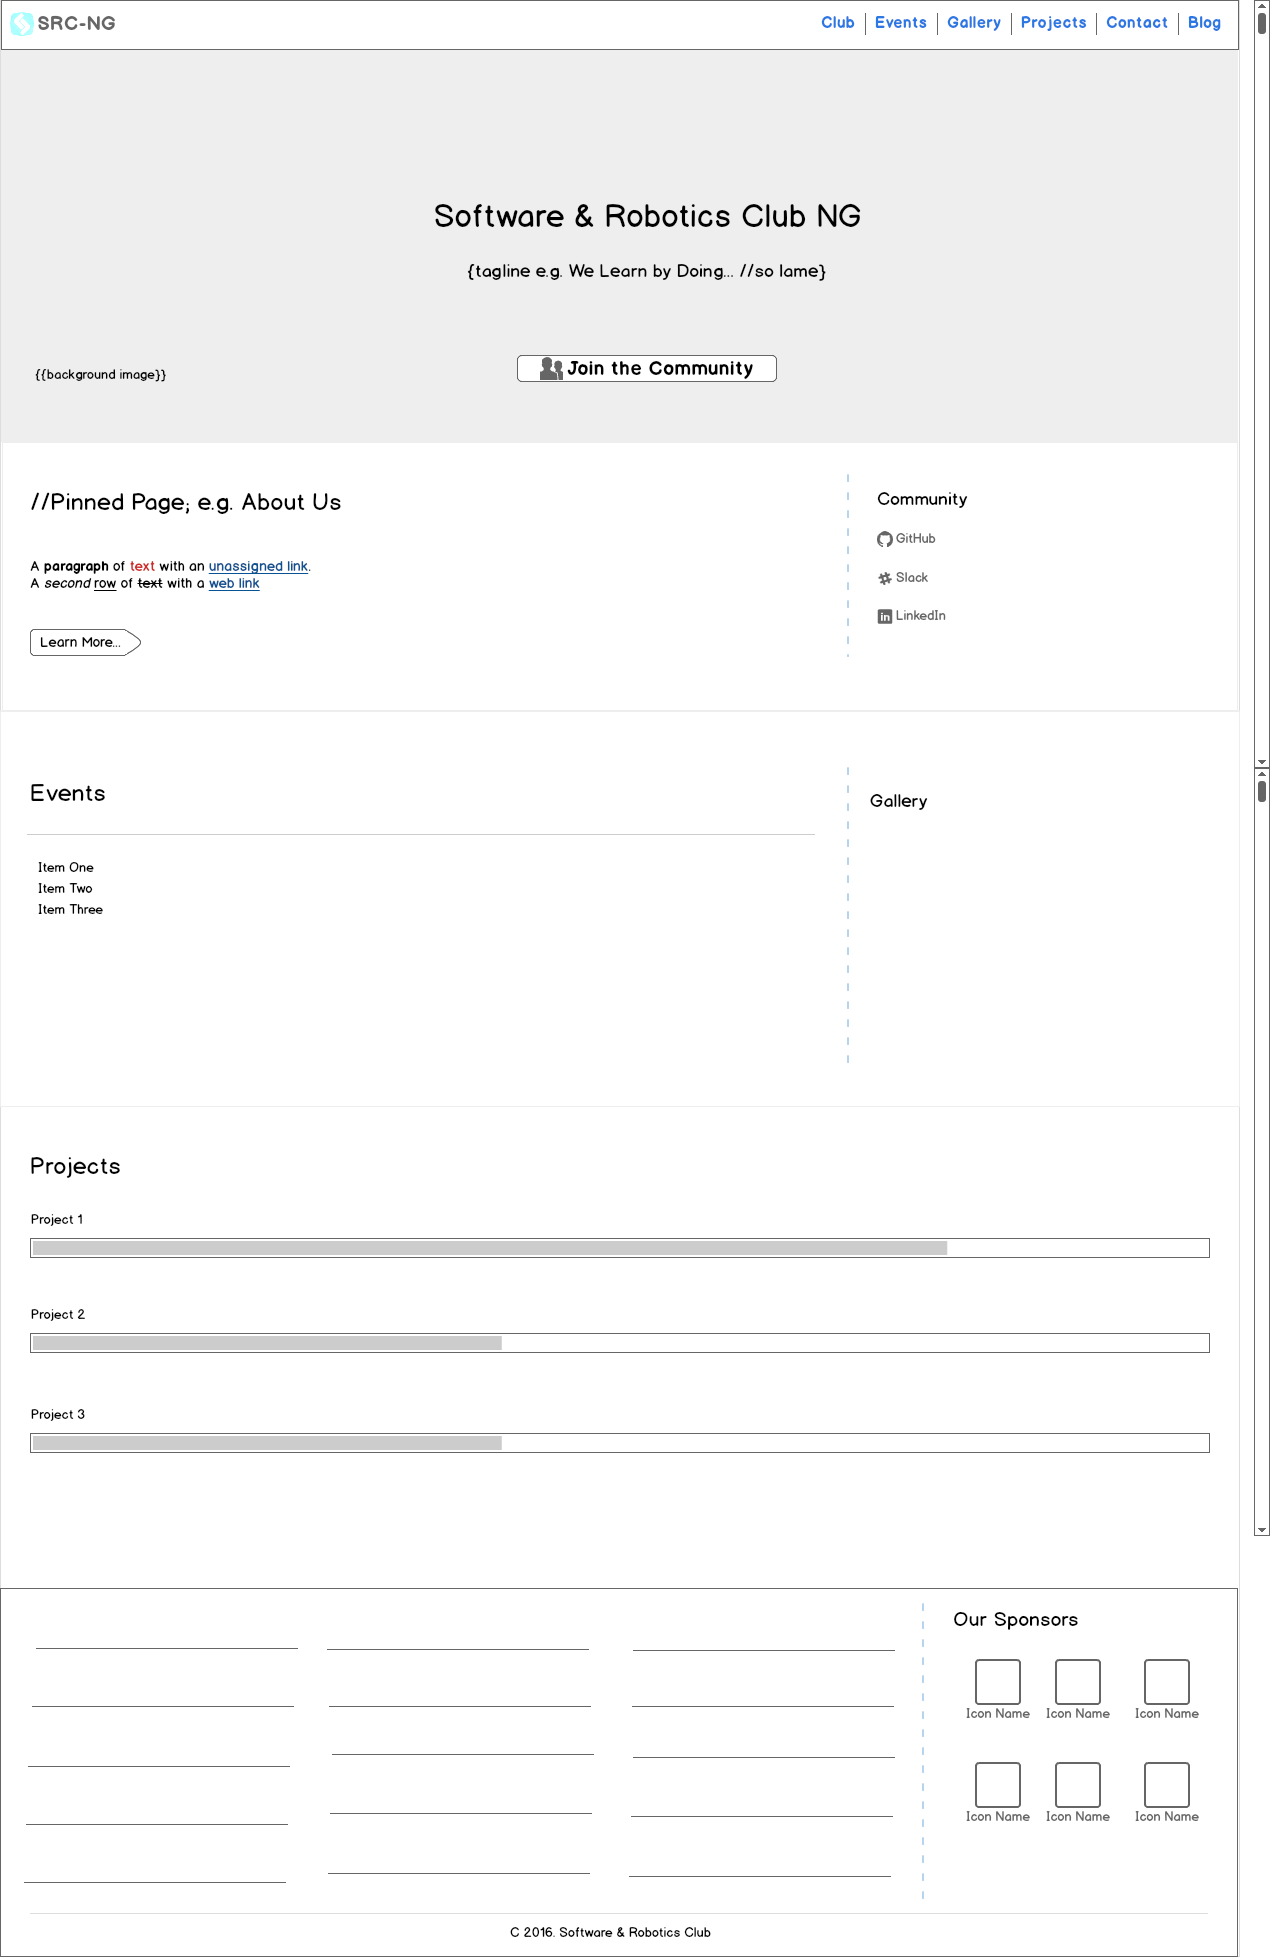 SRC-NG
Club Events Gallery Projects Contact Blog
Software & Robotics Club NG
{tagline e.g. We Learn by Doing... //so lame}
Join the Community
{{background image}}
//Pinned Page; e.g. About Us
A paragraph of text with an unassigned link.
A second row of text with a web link
Learn More...
Community
GitHub
Slack
LinkedIn
Events
Item One
Item Two
Item Three
Gallery
Projects
Project 1
Project 2
Project 3
Our Sponsors
Icon Name Icon Name Icon Name
Icon Name Icon Name Icon Name
C 2016. Software & Robotics Club